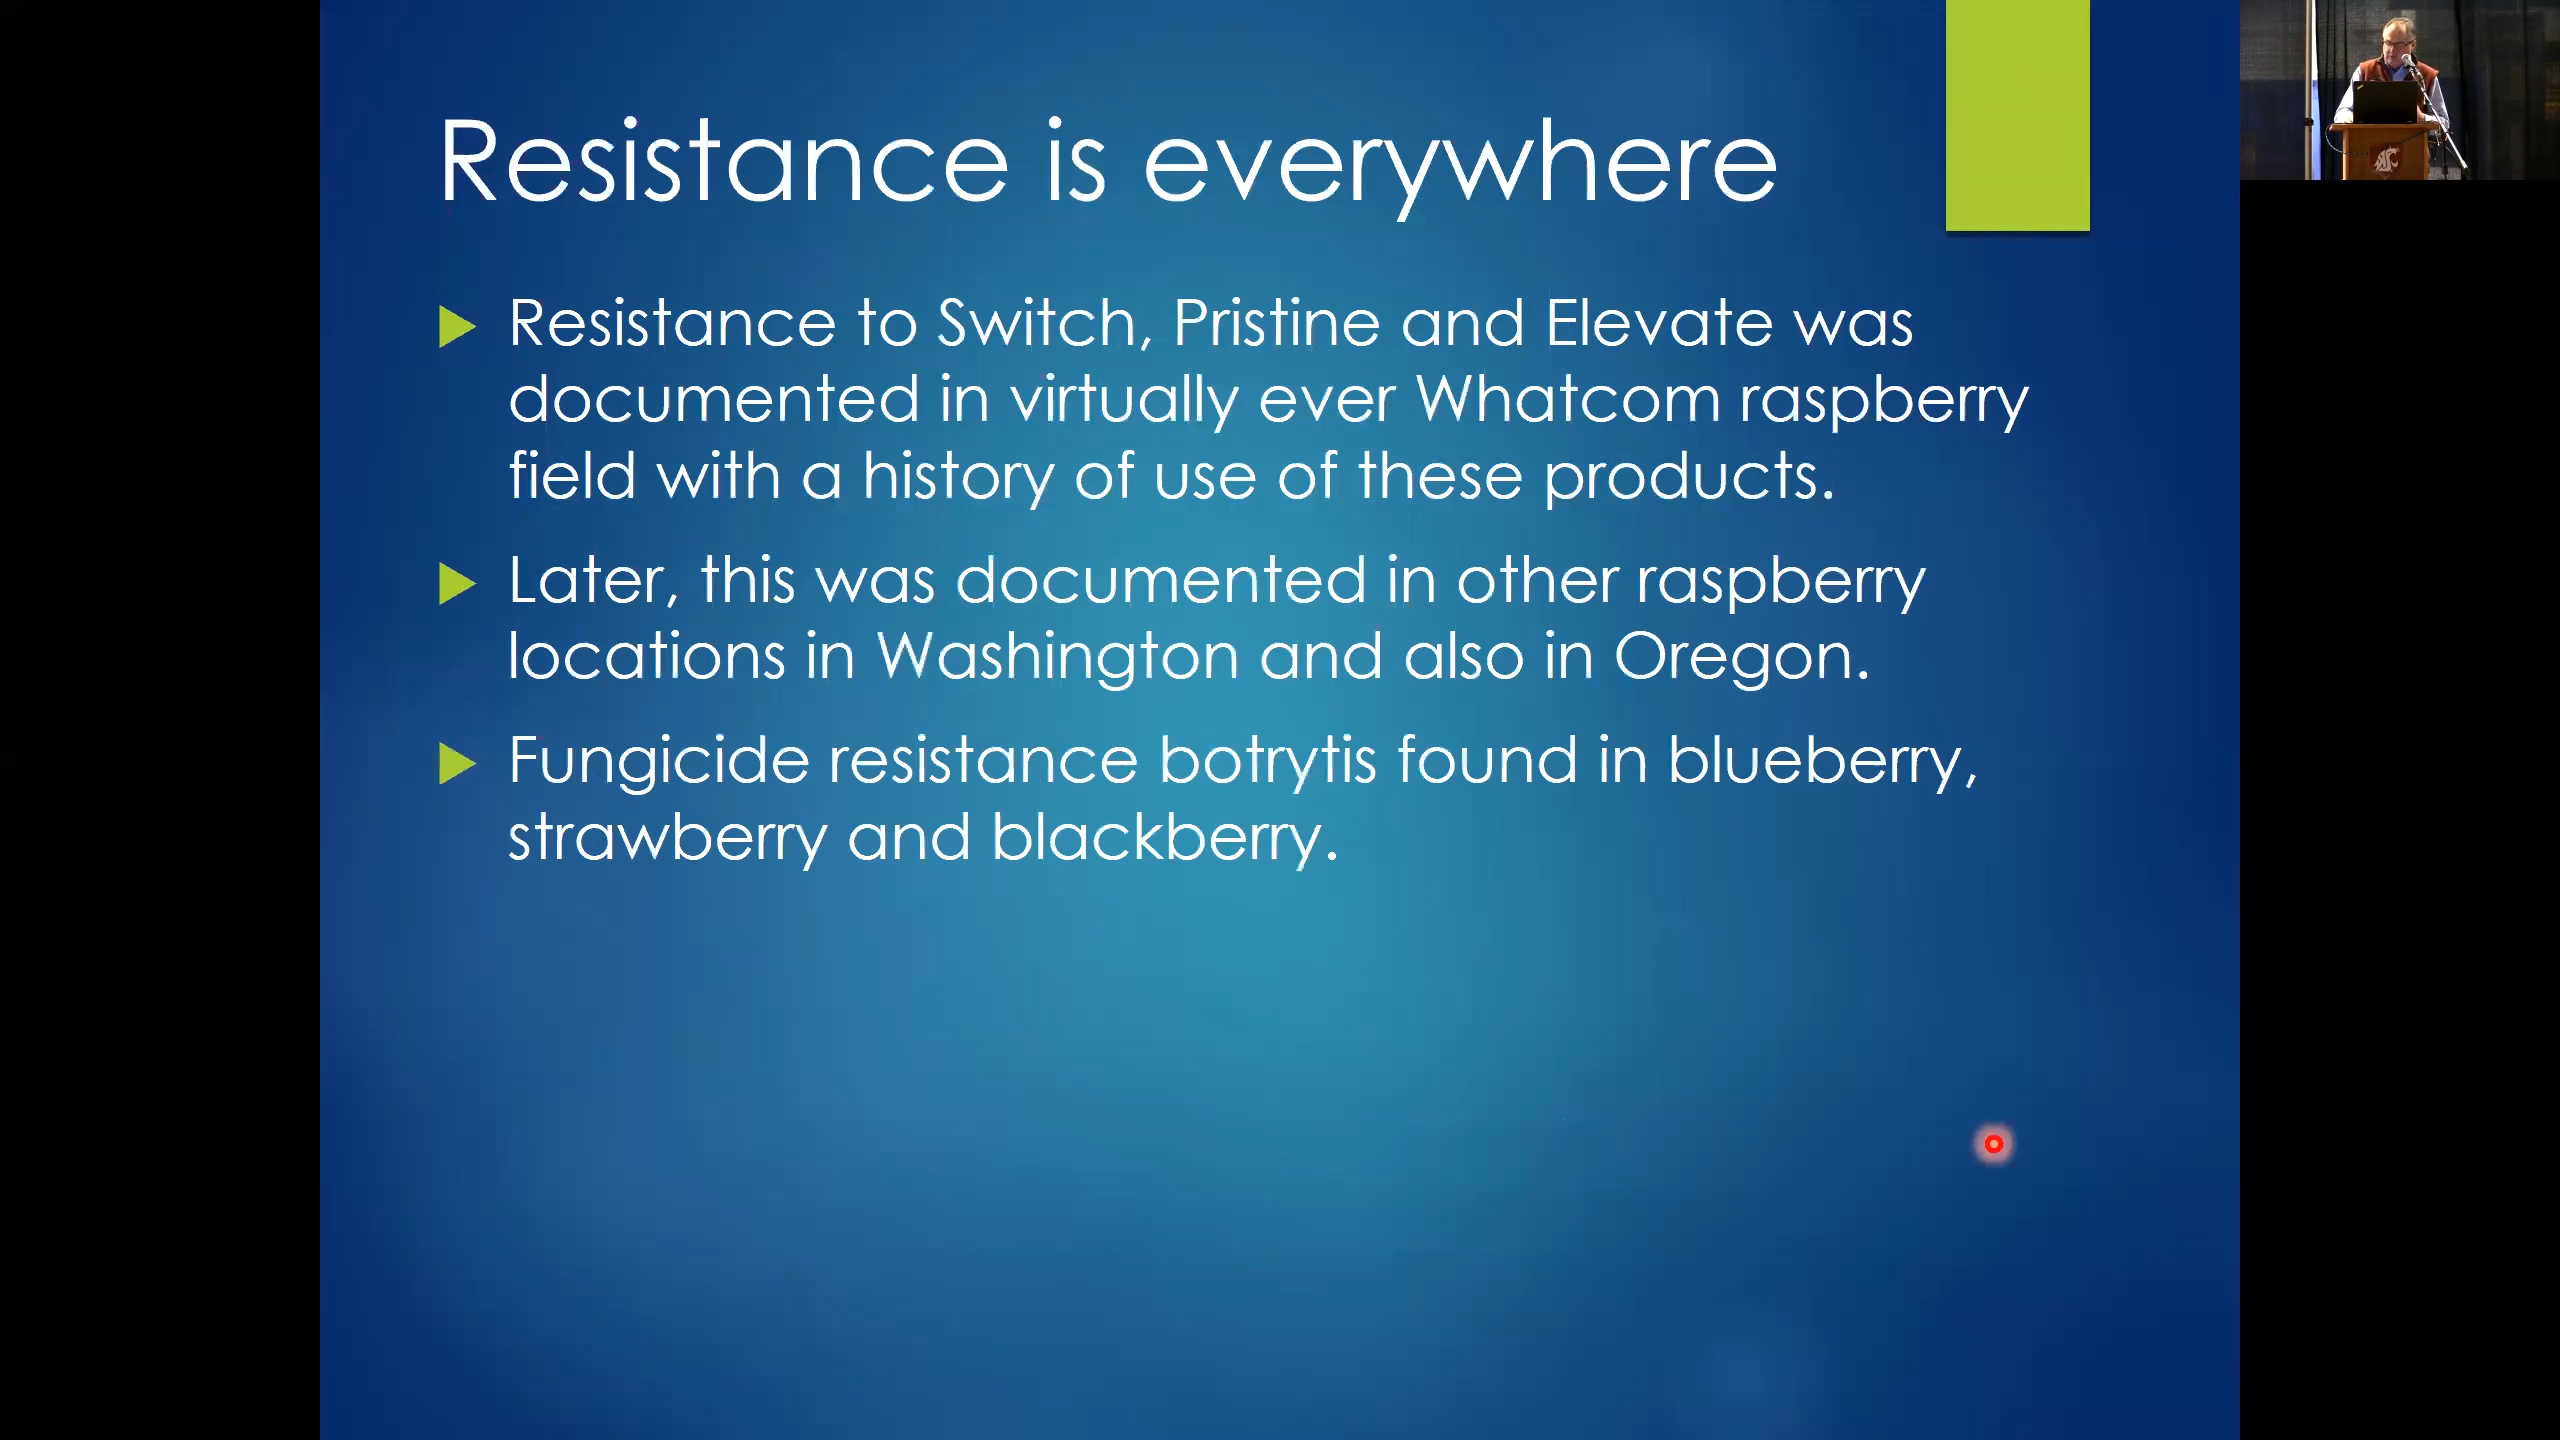 Resistance is everywhere
Resistance to Switch, Pristine and Elevate was
documented in virtually ever Whatcom raspberry
field with a history of use of these products.
Later, this was documented in other raspberry
locations in Washington and also in Oregon.
Fungicide resistance botrytis found in blueberry,
strawberry and blackberry.